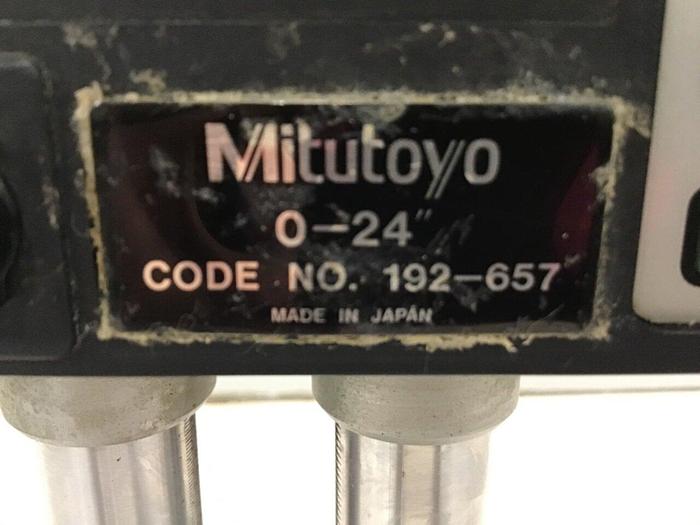 Mitutoyo
0-24"
CODE NO. 192-657
MADE IN JAPAN